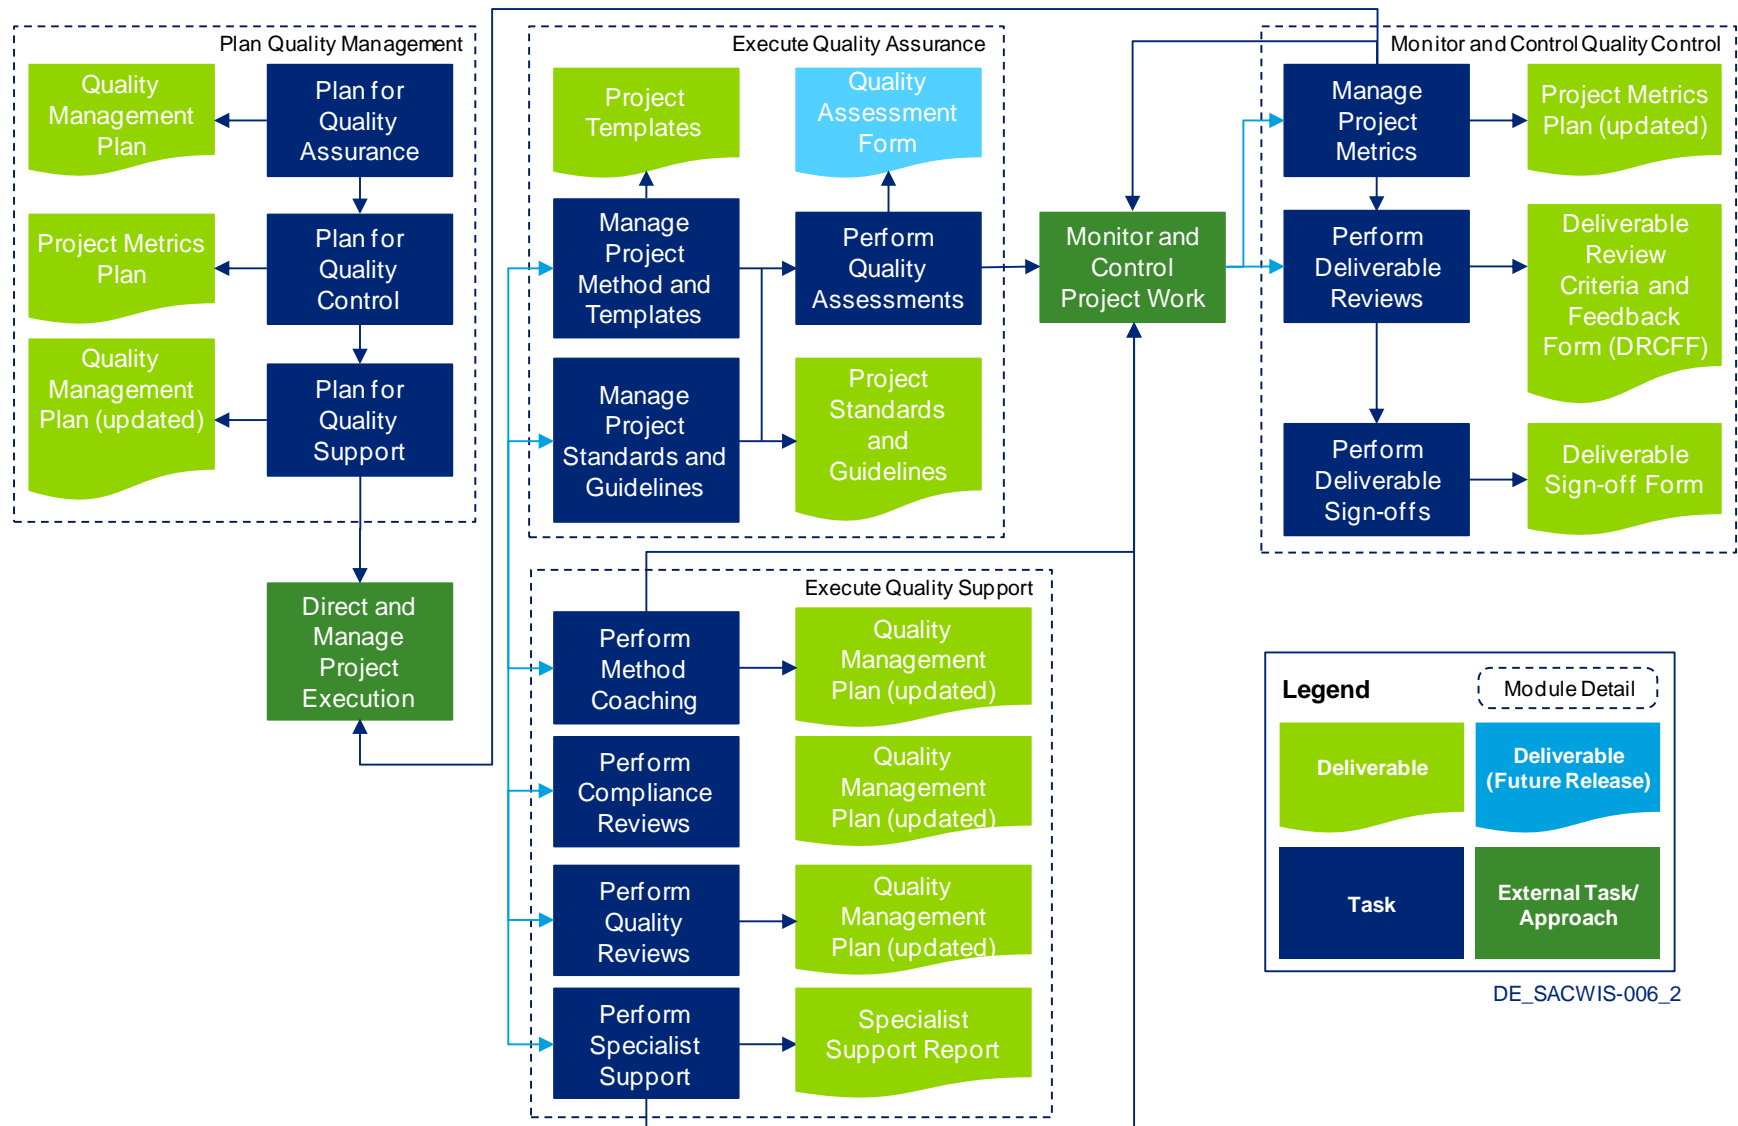 Plan Quality Management
Quality
Management
Plan
Plan for
Quality
Assurance
Project Metrics
Plan
Plan for
Quality
Control
Quality
Management
Plan (updated)
Plan for
Quality
Support
Direct and
Manage
Project
Execution
Execute Quality Assurance
Project
Templates
Quality
Assessment
Form
Manage
Project
Method and
Templates
Perform
Quality
Assessments
Manage
Project
Standards and
Guidelines
Project
Standards
and
Guidelines
Monitor and
Control
Project Work
Monitor and Control Quality Control
Manage
Project
Metrics
Project Metrics
Plan (updated)
Perform
Deliverable
Reviews
Deliverable
Review
Criteria and
Feedback
Form (DRCFF)
Perform
Deliverable
Sign-offs
Deliverable
Sign-off Form
Execute Quality Support
Perform
Method
Coaching
Quality
Management
Plan (updated)
Perform
Compliance
Reviews
Quality
Management
Plan (updated)
Perform
Quality
Reviews
Quality
Management
Plan (updated)
Perform
Specialist
Support
Specialist
Support Report
Legend
Module Detail
Deliverable
Deliverable
(Future Release)
Task
External Task/
Approach
DE_SACWIS-006_2